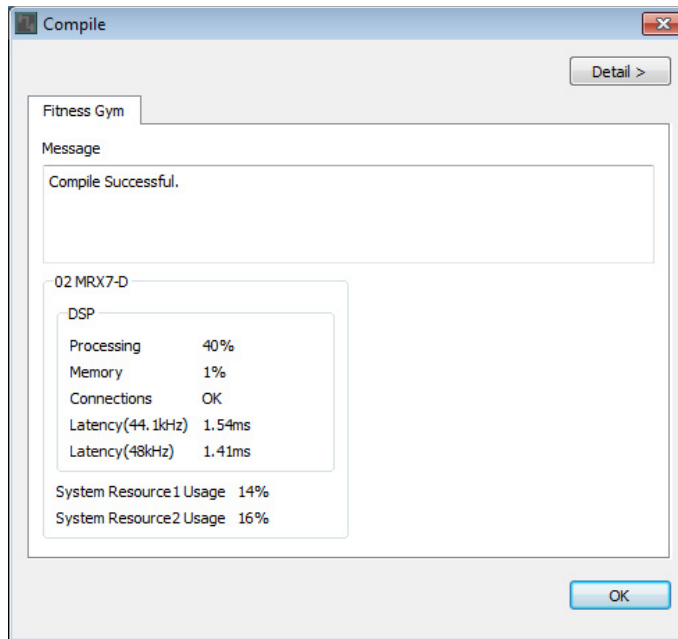 Compile
Detail >
Fitness Gym
Message
Compile Successful.
02 MRX7-D
DSP
Processing 40%
Memory 1%
Connections OK
Latency(44.1kHz) 1.54ms
Latency(48kHz) 1.41ms
System Resource1 Usage 14%
System Resource2 Usage 16%
OK